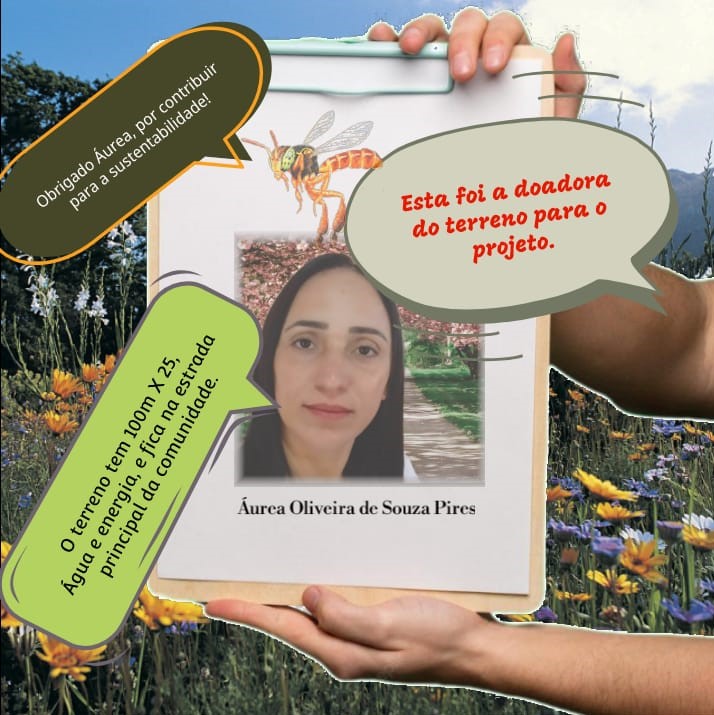 Obrigado Áurea, por contribuir
para a sustentabilidade!
Esta foi a doadora
do terreno para o
projeto.
O terreno tem 100m X 25,
Água e energia, e fica na estrada
principal da comunidade.
Áurea Oliveira de Souza Pires